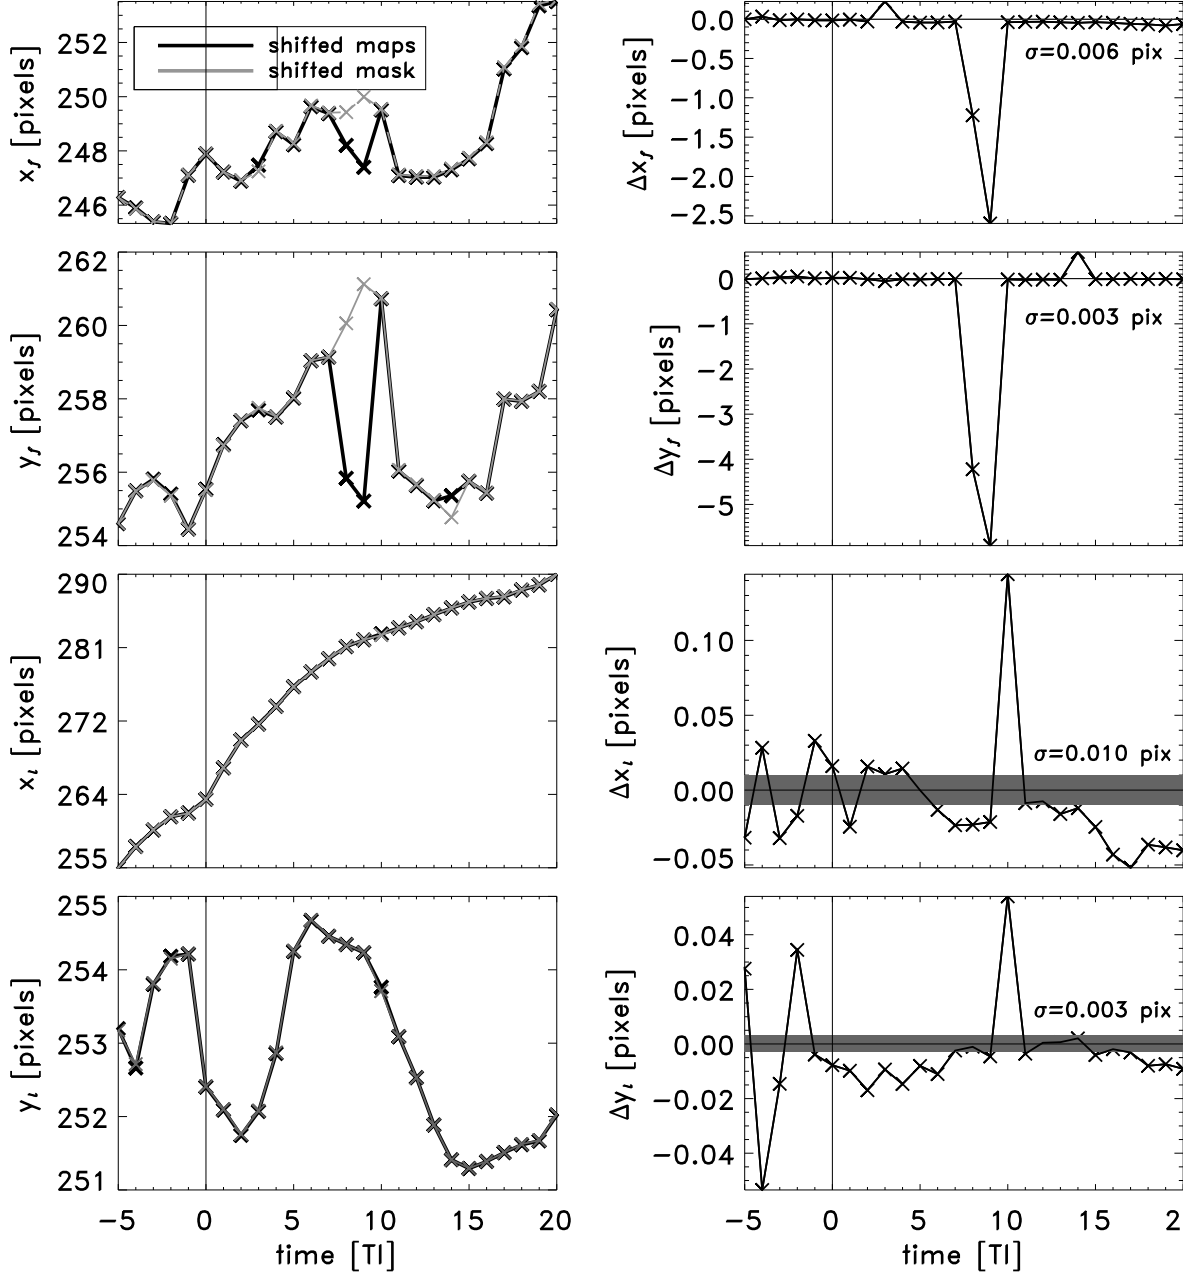 252
250
248
246
x_f [pixels]
shifted maps
shifted mask
0.0
-0.5
-1.0
-1.5
-2.0
-2.5
Δx_f [pixels]
σ=0.006 pix
262
260
258
256
254
y_f [pixels]
0
-1
-2
-3
-4
-5
Δy_f [pixels]
σ=0.003 pix
290
281
272
264
255
x_i [pixels]
0.10
0.05
0.00
-0.05
Δx_i [pixels]
σ=0.010 pix
255
254
253
252
251
y_i [pixels]
0.04
0.02
0.00
-0.02
-0.04
Δy_i [pixels]
σ=0.003 pix
-5 0 5 10 15 20
time [TI]
-5 0 5 10 15 2
time [TI]